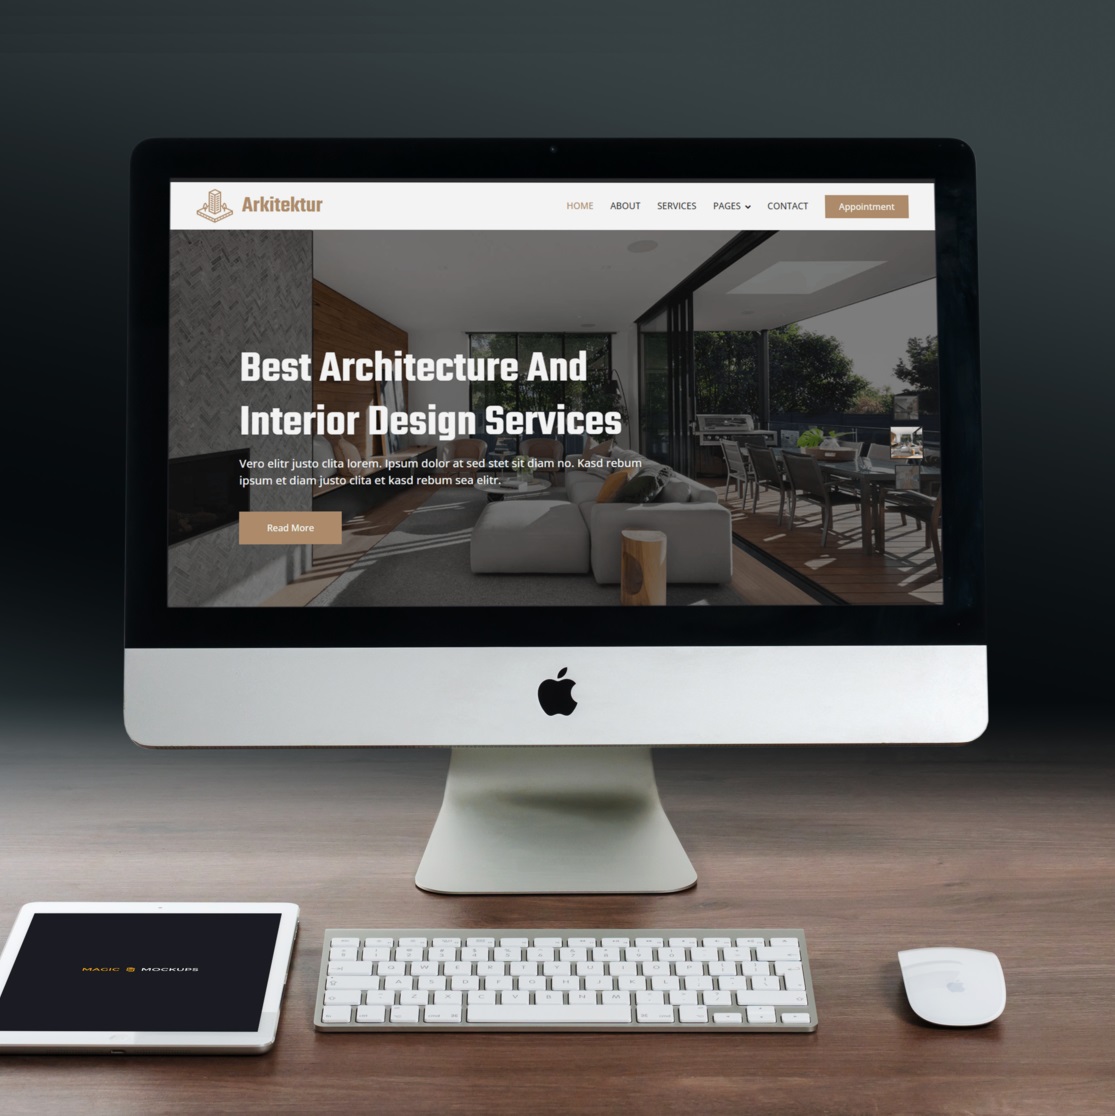 Arkitektur
HOME ABOUT SERVICES PAGES CONTACT Appointment
Best Architecture And
Interior Design Services
Vero elitr justo clita lorem. Ipsum dolor at sed stet sit diam no. Kasd rebum
ipsum et diam justo clita et kasd rebum sea elitr.
Read More
MAGIC MOCKUPS
Q W E R T Y U I O P
A S D F G H J K L
Z X C V B N M